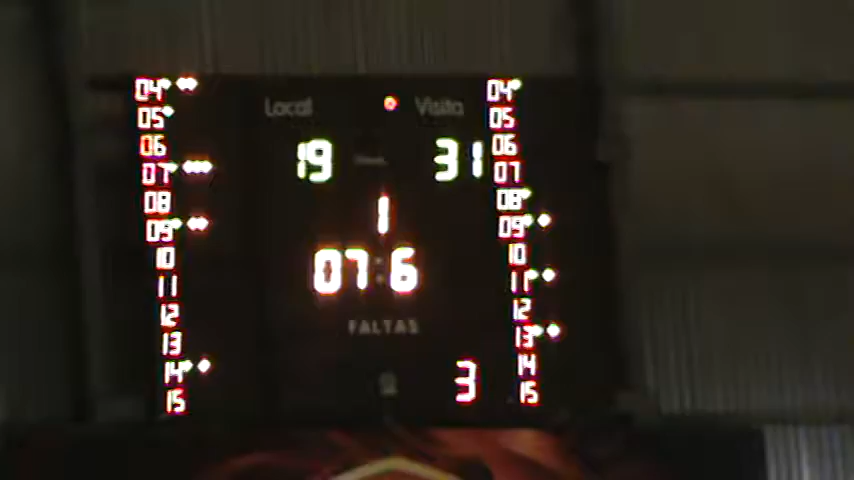 04 04
Local Visita
05 05
06 19 31 06
07 07
08 1 08
09 09
10 07:6 10
11 11
12 FALTAS 12
13 13
14 3 14
15 15